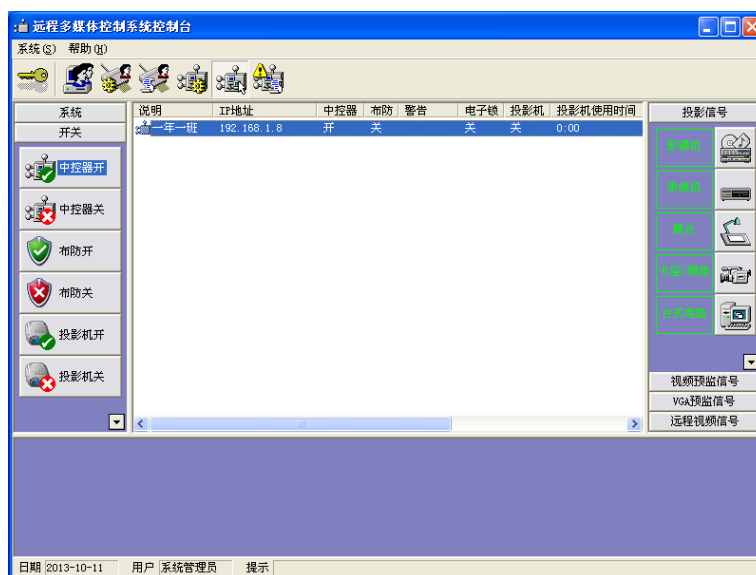 远程多媒体控制系统控制台
系统(S) 帮助(H)
系统
开关
中控器开
中控器关
布防开
布防关
投影机开
投影机关
说明 IP地址 中控器 布防 警告 电子锁 投影机 投影机使用时间
一年一班 192.168.1.8 开 关 关 关 0:00
投影信号
展台
视频预监信号
VGA预监信号
远程视频信号
日期 2013-10-11 用户 系统管理员 提示